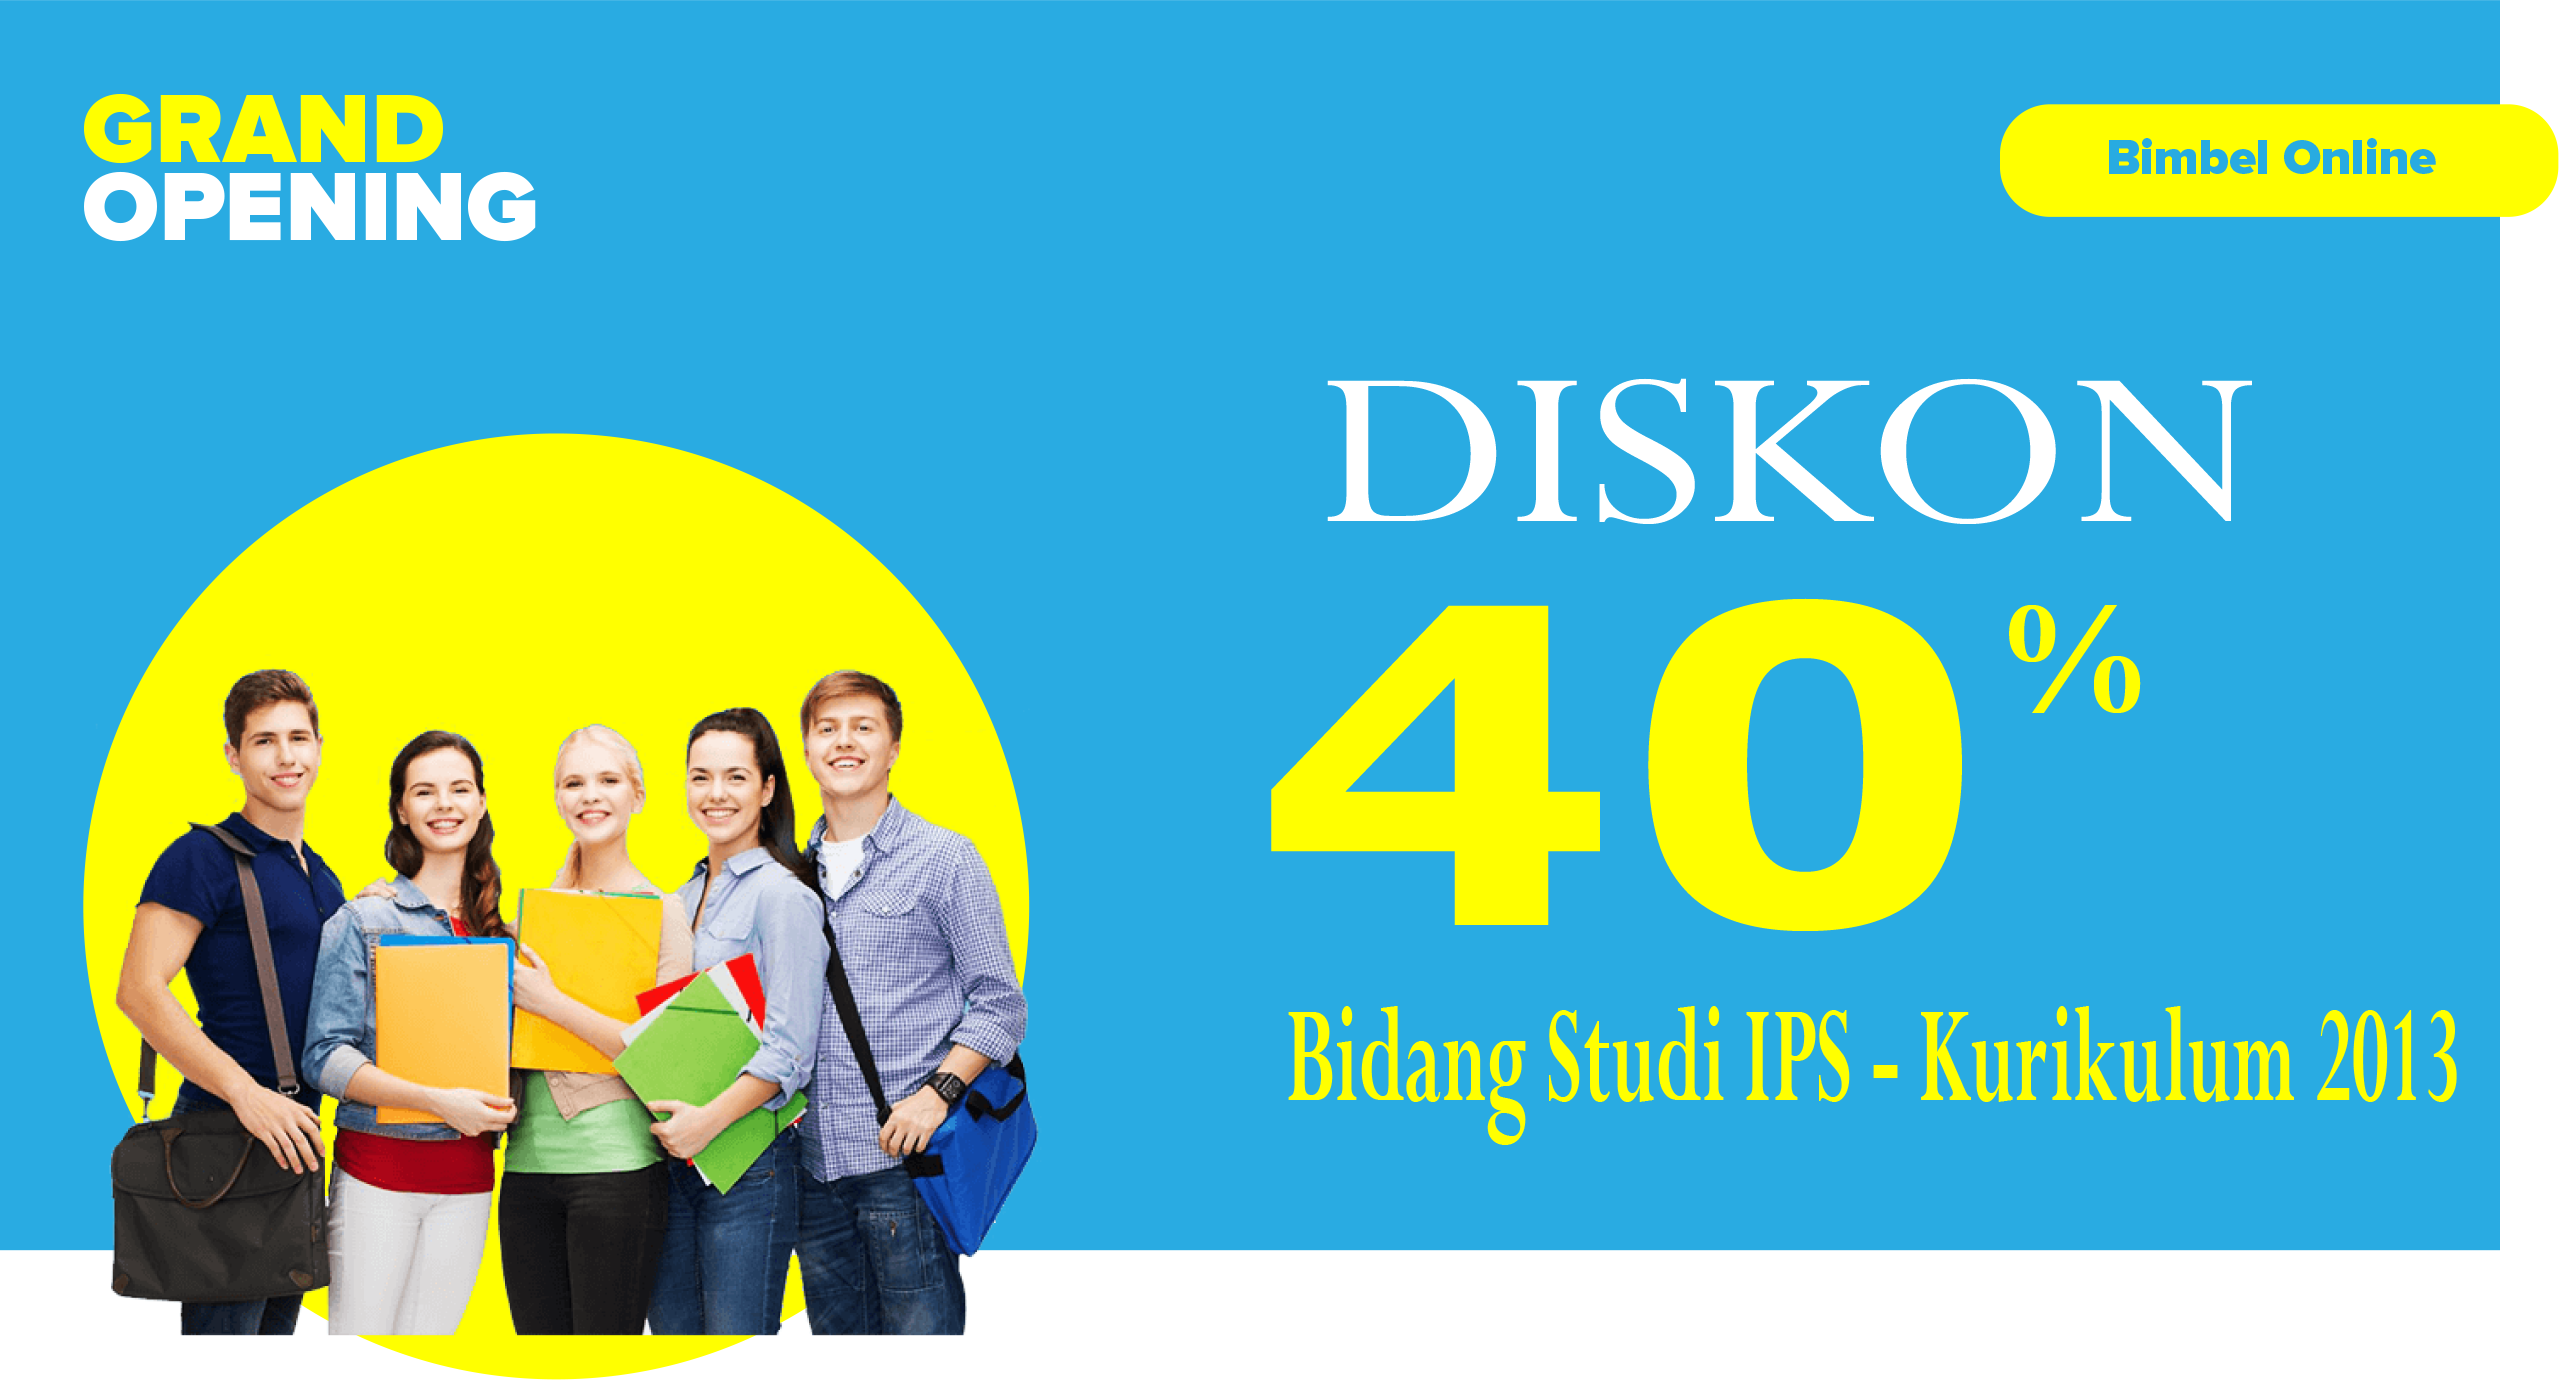 GRAND
OPENING
Bimbel Online
DISKON
40%
Bidang Studi IPS - Kurikulum 2013